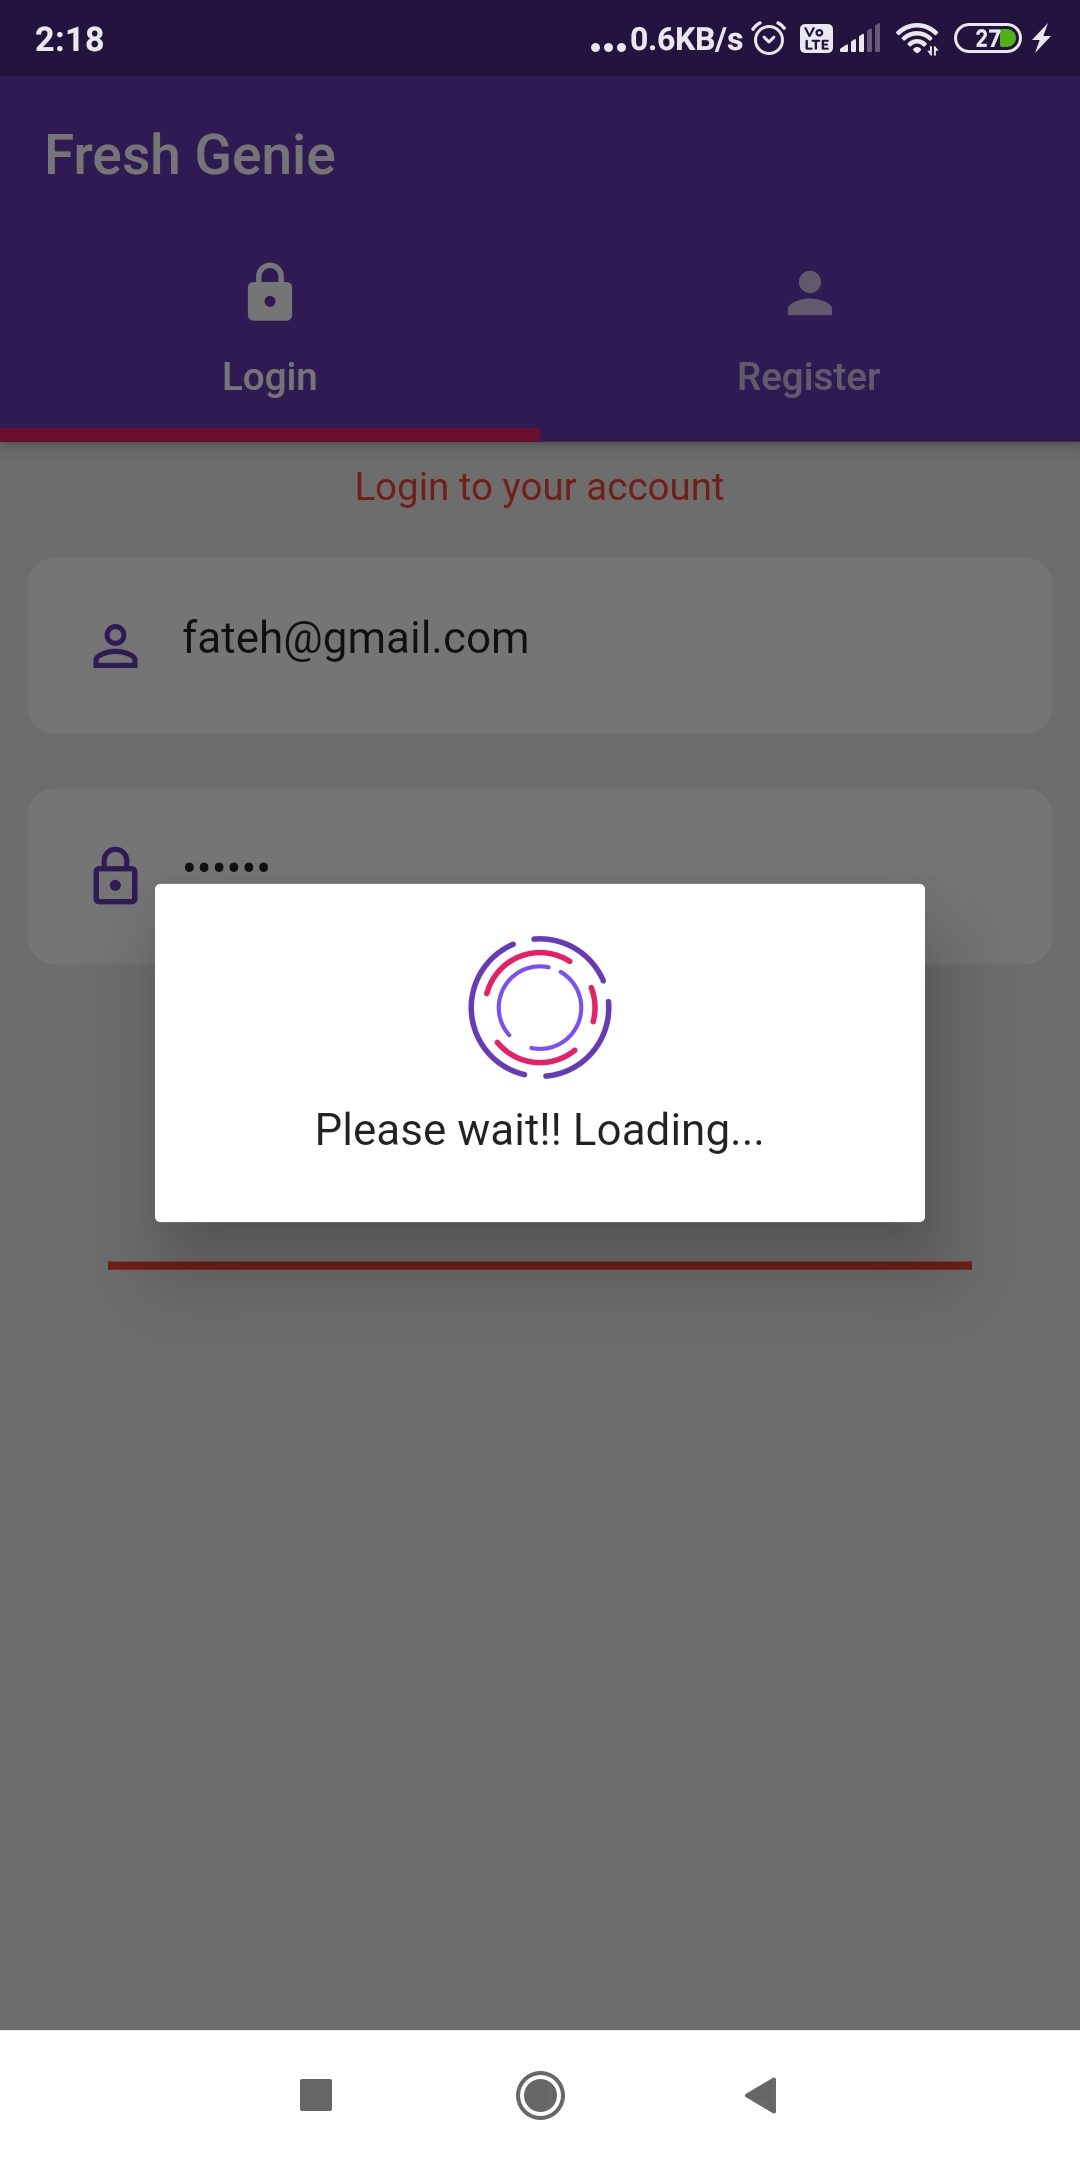 2:18 ...0.6KB/s Vo LTE 27
Fresh Genie
Login Register
Login to your account
fateh@gmail.com
••••••
Please wait!! Loading...